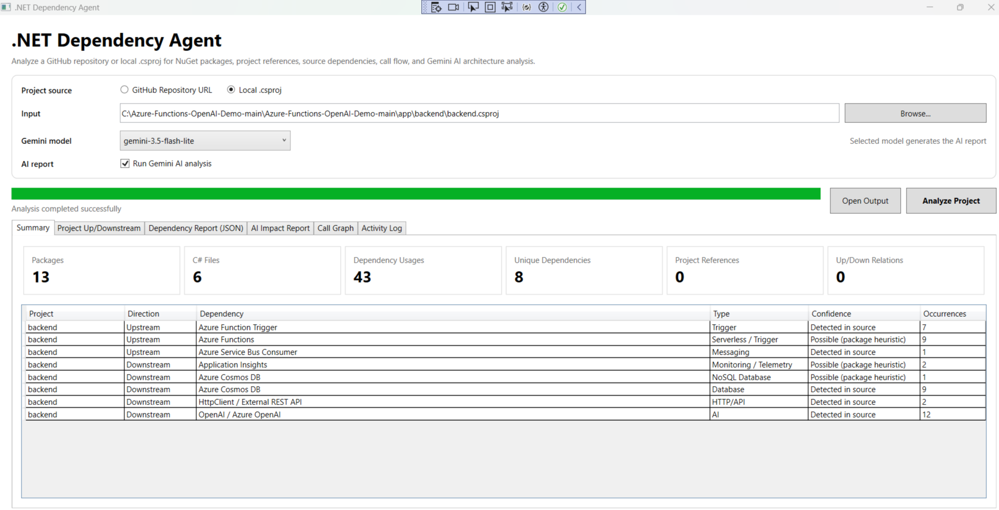 .NET Dependency Agent
.NET Dependency Agent
Analyze a GitHub repository or local .csproj for NuGet packages, project references, source dependencies, call flow, and Gemini AI architecture analysis.
Project source GitHub Repository URL Local .csproj
Input C:\Azure-Functions-OpenAI-Demo-main\Azure-Functions-OpenAI-Demo-main\app\backend\backend.csproj Browse...
Gemini model gemini-3.5-flash-lite Selected model generates the AI report
AI report Run Gemini AI analysis
Open Output Analyze Project
Analysis completed successfully
Summary Project Up/Downstream Dependency Report (JSON) AI Impact Report Call Graph Activity Log
Packages C# Files Dependency Usages Unique Dependencies Project References Up/Down Relations
13 6 43 8 0 0
Project Direction Dependency Type Confidence Occurrences
backend Upstream Azure Function Trigger Trigger Detected in source 7
backend Upstream Azure Functions Serverless / Trigger Possible (package heuristic) 9
backend Upstream Azure Service Bus Consumer Messaging Detected in source 1
backend Downstream Application Insights Monitoring / Telemetry Possible (package heuristic) 2
backend Downstream Azure Cosmos DB NoSQL Database Possible (package heuristic) 1
backend Downstream Azure Cosmos DB Database Detected in source 9
backend Downstream HttpClient / External REST API HTTP/API Detected in source 2
backend Downstream OpenAI / Azure OpenAI AI Detected in source 12